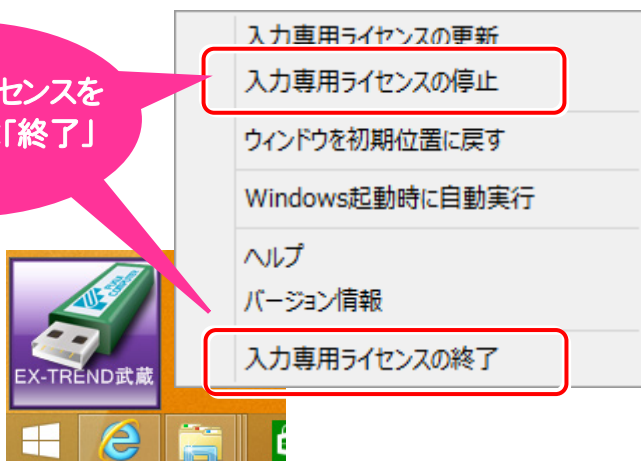 入力専用ライセンスの更新
センスを
「終了」
入力専用ライセンスの停止
ウィンドウを初期位置に戻す
Windows起動時に自動実行
ヘルプ
バージョン情報
入力専用ライセンスの終了
FUKUI COMPUTER
EX-TREND武蔵